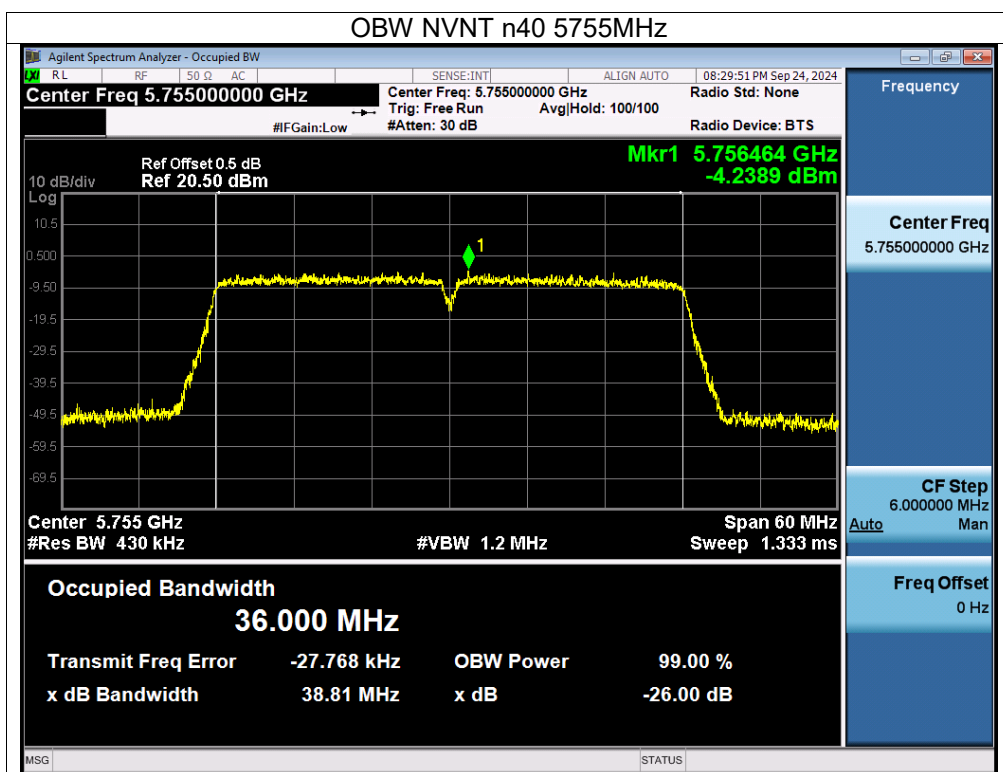 OBW NVNT n40 5755MHz
Agilent Spectrum Analyzer - Occupied BW
LXI RL RF 50 Ω AC SENSE:INT ALIGN AUTO 08:29:51 PM Sep 24, 2024
Center Freq 5.755000000 GHz Center Freq: 5.755000000 GHz Radio Std: None
Trig: Free Run Avg|Hold: 100/100
#IFGain:Low #Atten: 30 dB Radio Device: BTS
Frequency
Ref Offset 0.5 dB Mkr1 5.756464 GHz
10 dB/div Ref 20.50 dBm -4.2389 dBm
Log
10.5
0.500
-9.50
-19.5
-29.5
-39.5
-49.5
-59.5
-69.5
1
Center 5.755 GHz Span 60 MHz
#Res BW 430 kHz #VBW 1.2 MHz Sweep 1.333 ms
Center Freq
5.755000000 GHz
CF Step
6.000000 MHz
Auto Man
Freq Offset
0 Hz
Occupied Bandwidth
36.000 MHz
Transmit Freq Error -27.768 kHz OBW Power 99.00 %
x dB Bandwidth 38.81 MHz x dB -26.00 dB
MSG STATUS